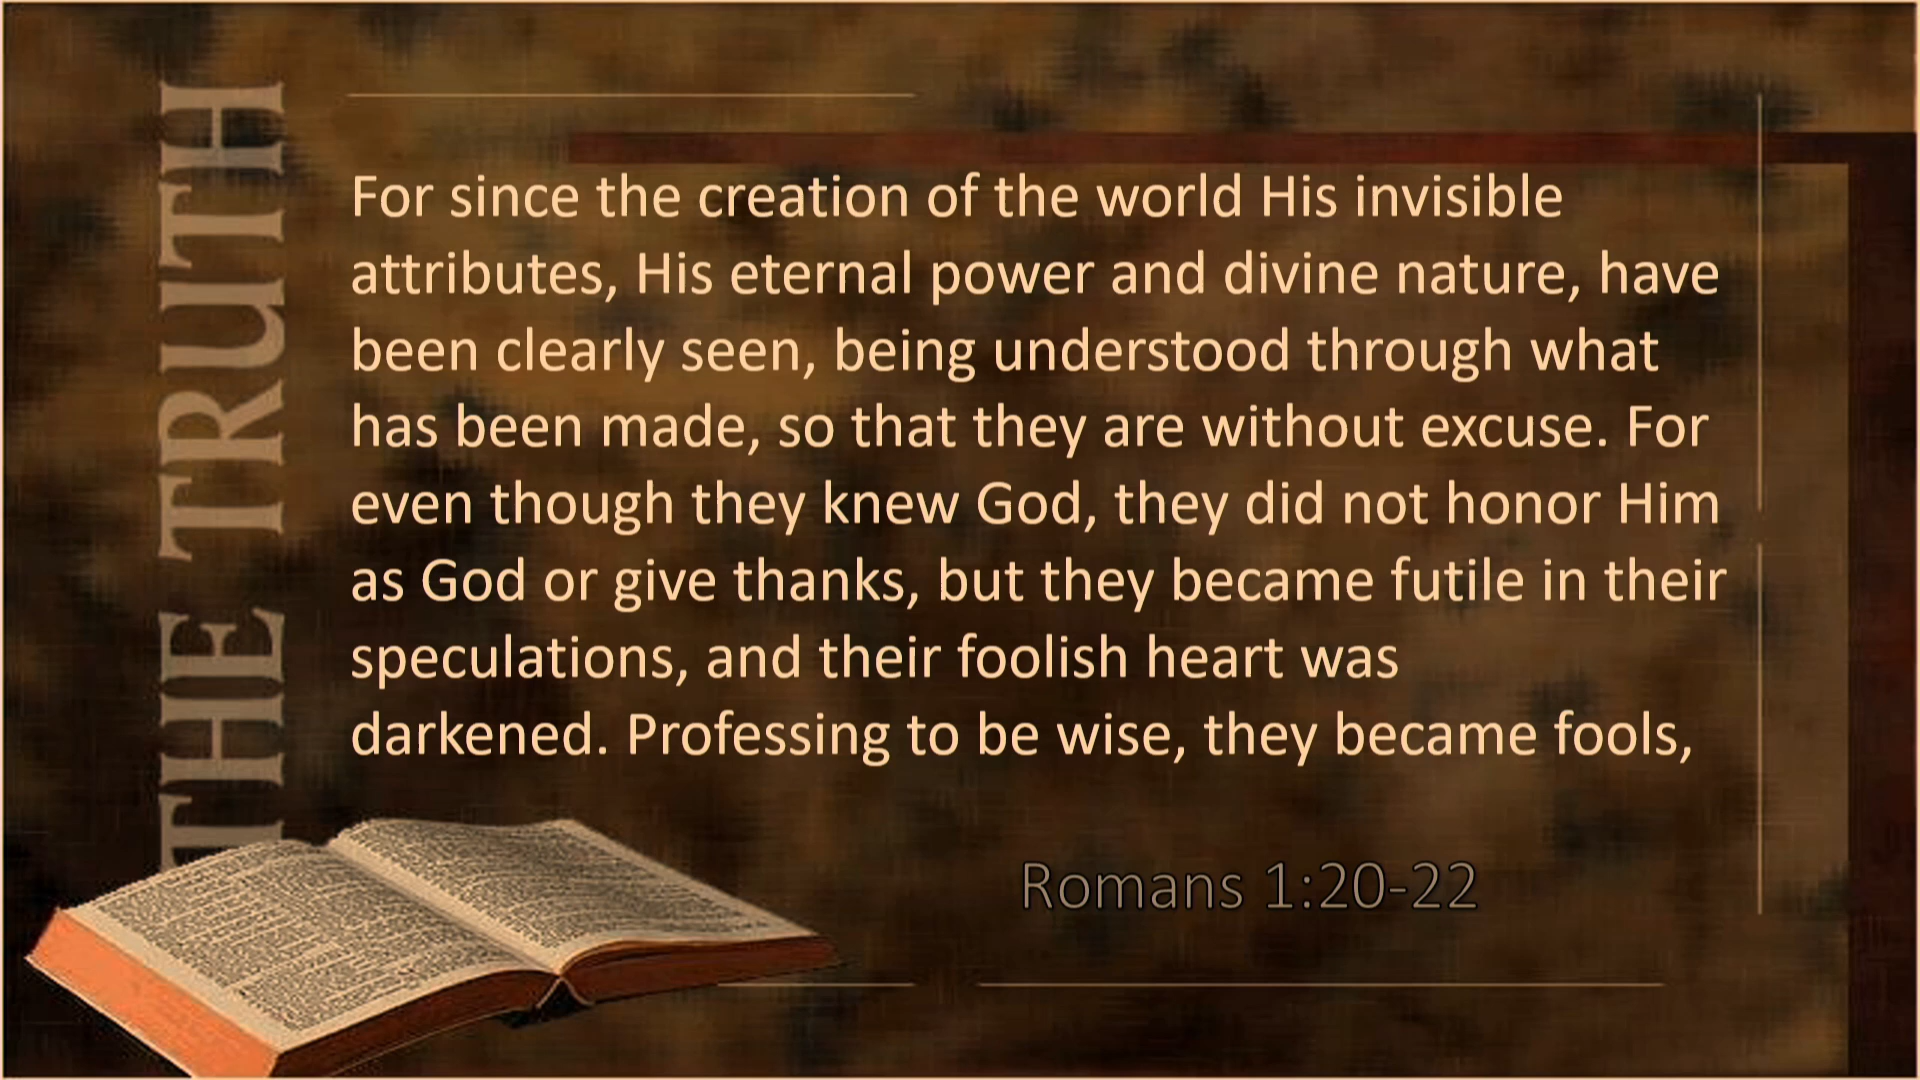 THE TRUTH
For since the creation of the world His invisible
attributes, His eternal power and divine nature, have
been clearly seen, being understood through what
has been made, so that they are without excuse. For
even though they knew God, they did not honor Him
as God or give thanks, but they became futile in their
speculations, and their foolish heart was
darkened. Professing to be wise, they became fools,
Romans 1:20-22